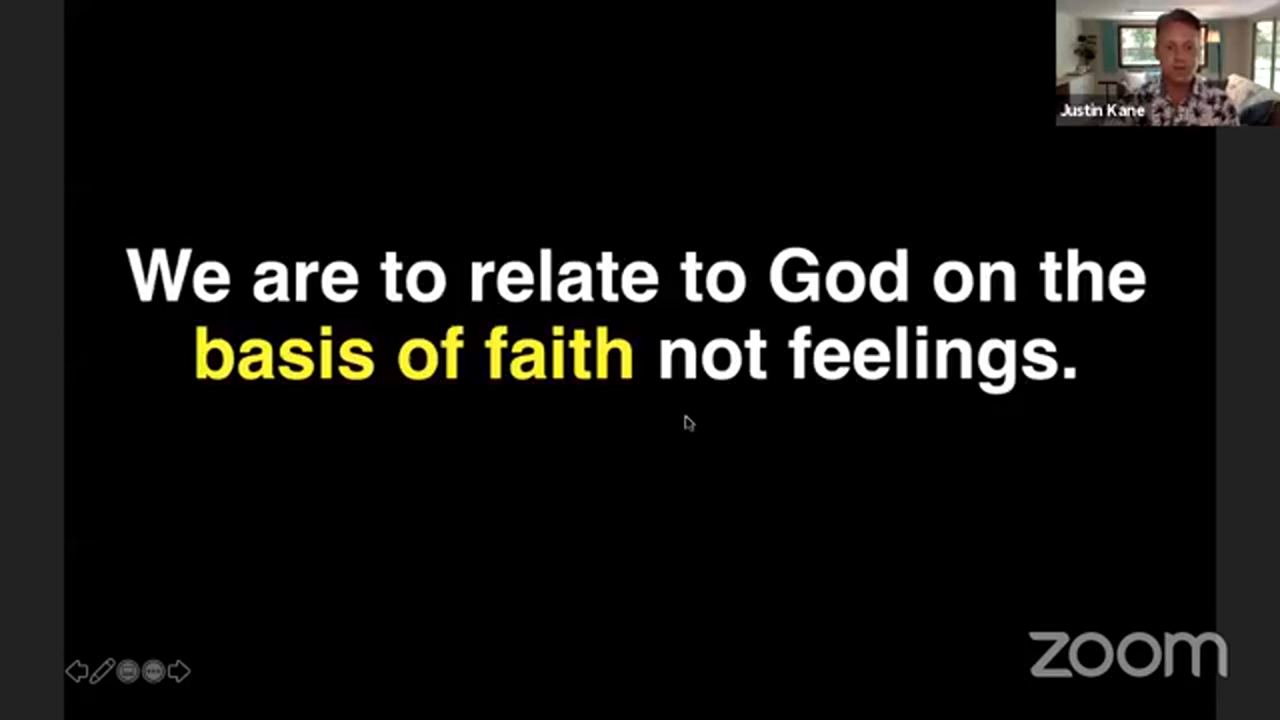 Justin Kane
We are to relate to God on the
basis of faith not feelings.
zoom